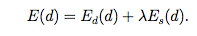 E(d) = E_d(d) + λE_s(d).